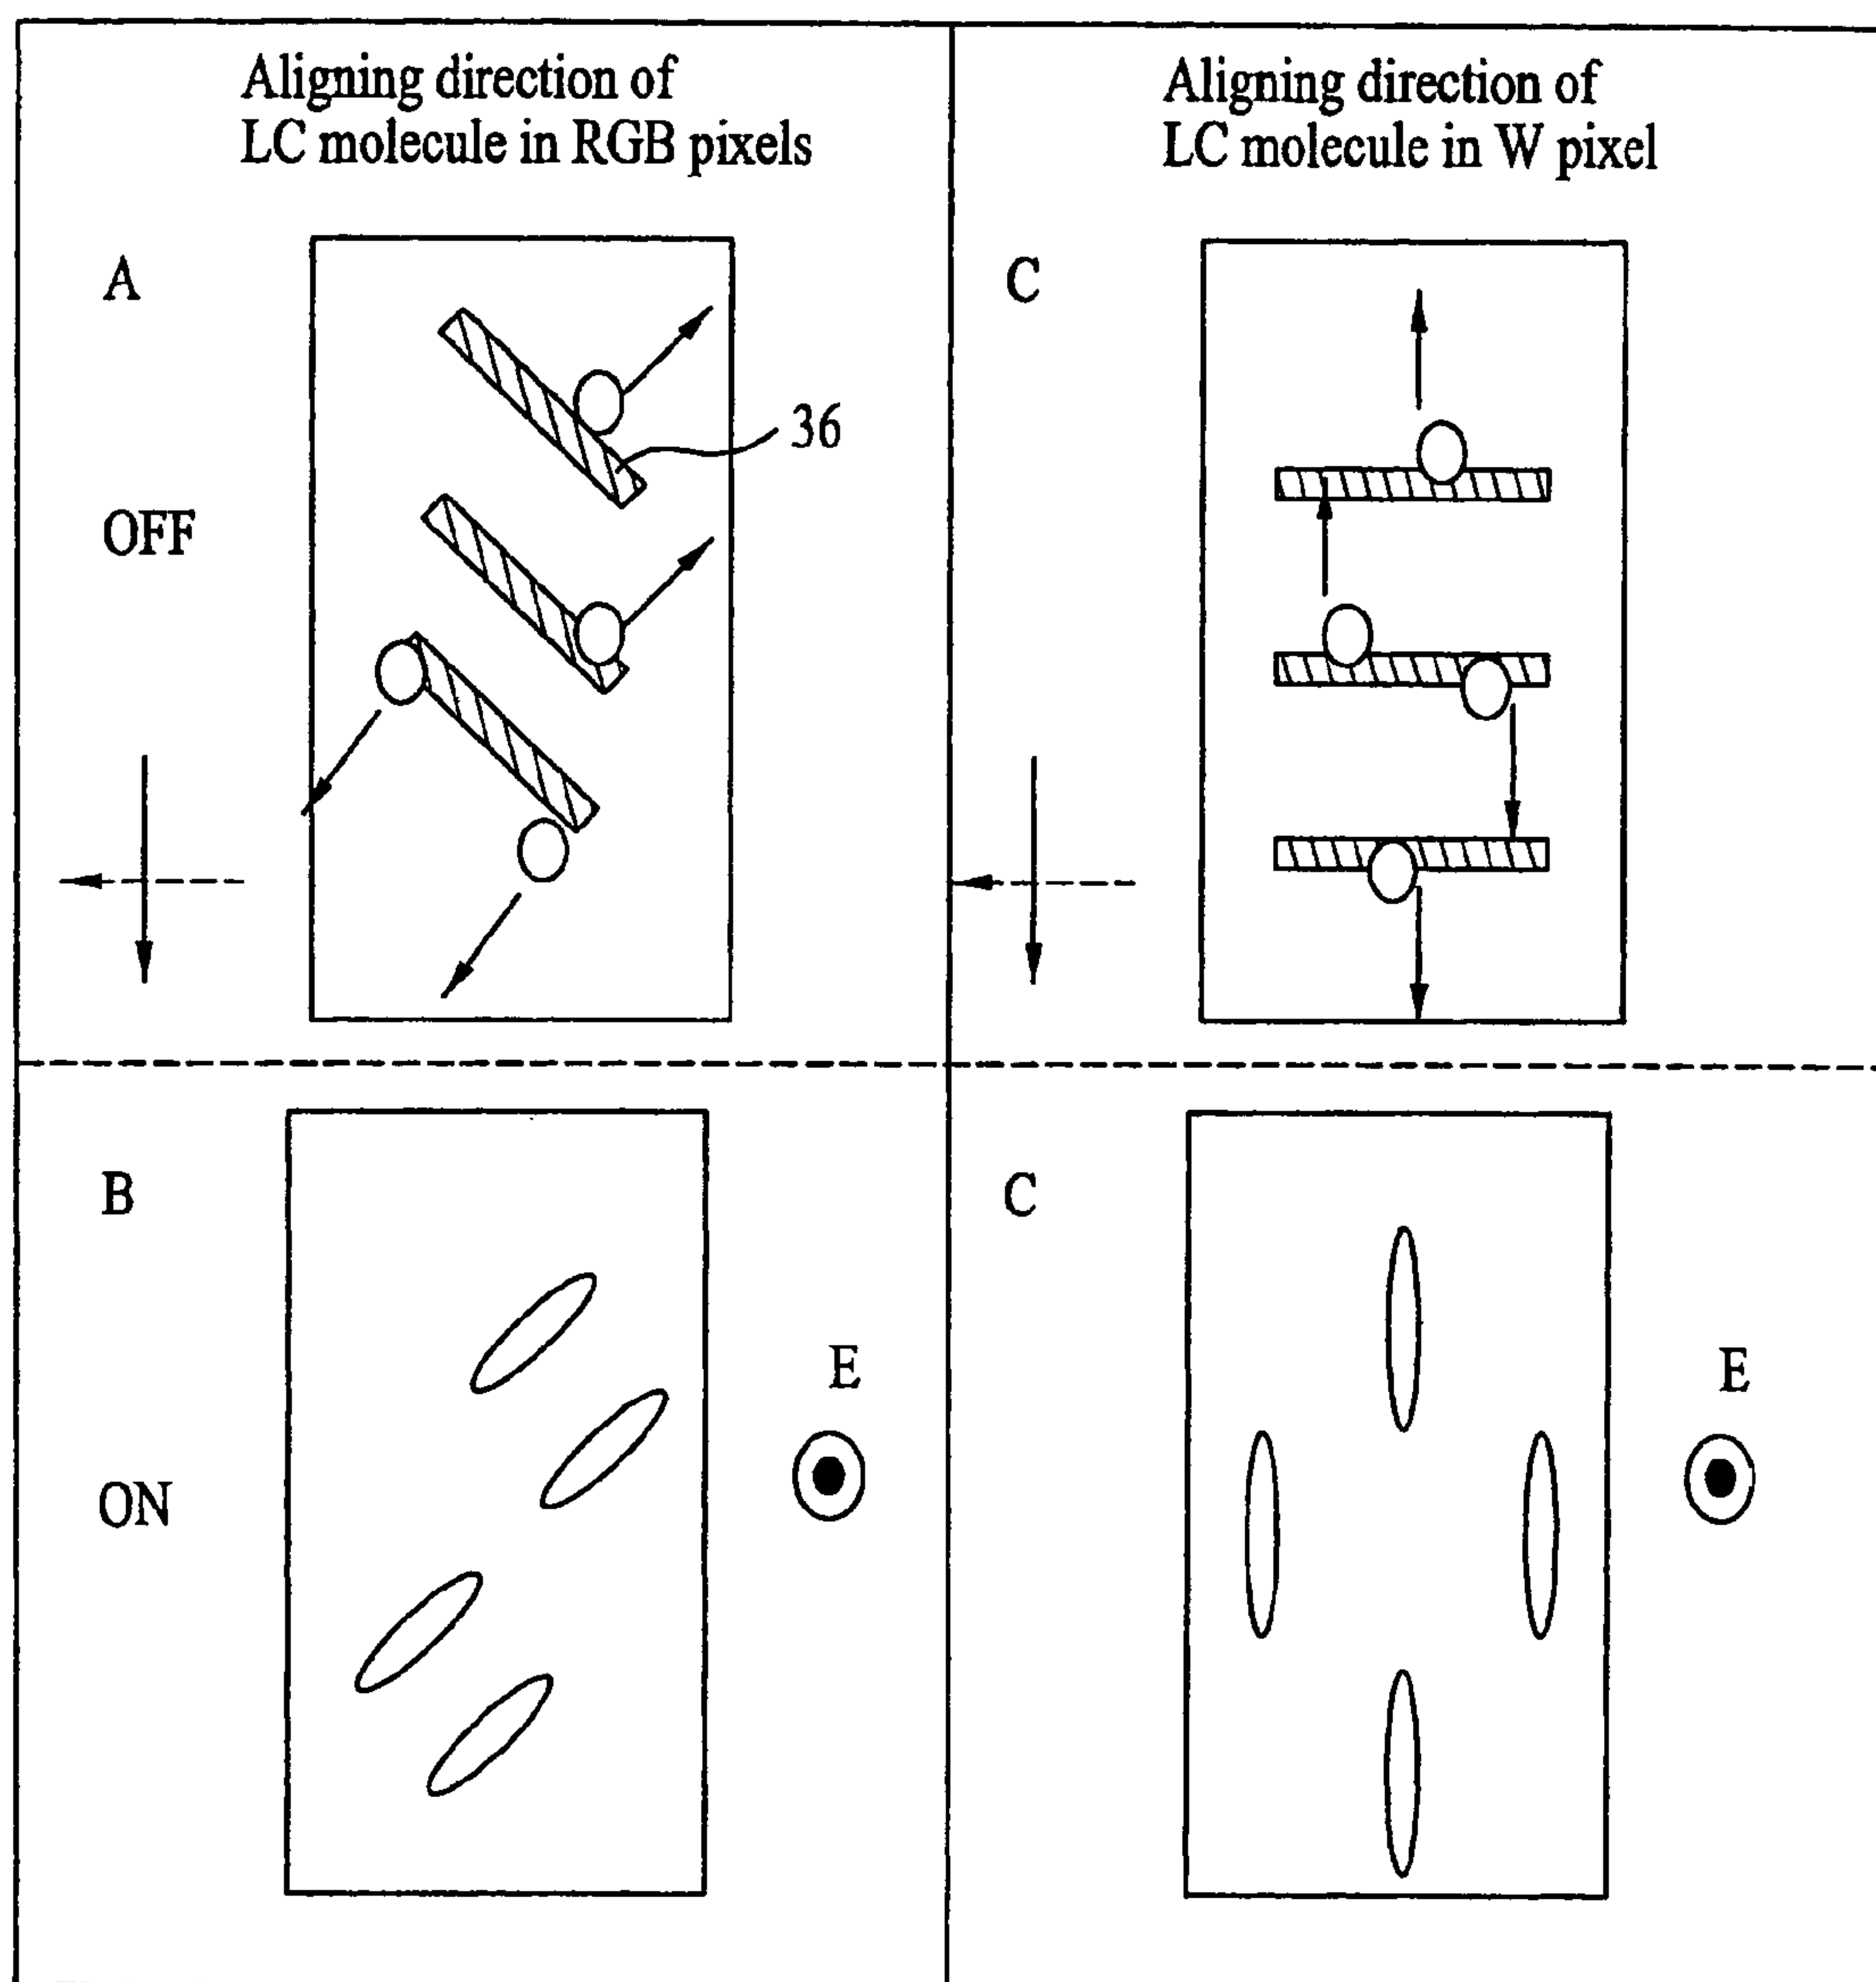 Aligning direction of
LC molecule in RGB pixels
Aligning direction of
LC molecule in W pixel
A
C
36
OFF
B
C
E
E
ON